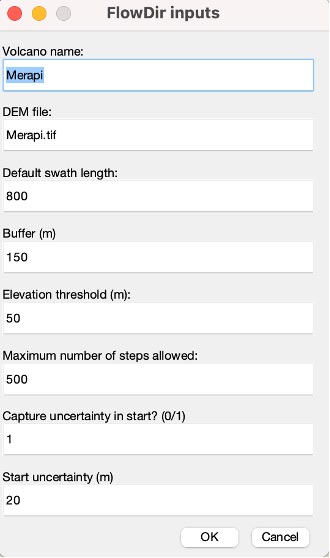 FlowDir inputs
Volcano name:
Merapi
DEM file:
Merapi.tif
Default swath length:
800
Buffer (m)
150
Elevation threshold (m):
50
Maximum number of steps allowed:
500
Capture uncertainty in start? (0/1)
1
Start uncertainty (m)
20
OK Cancel